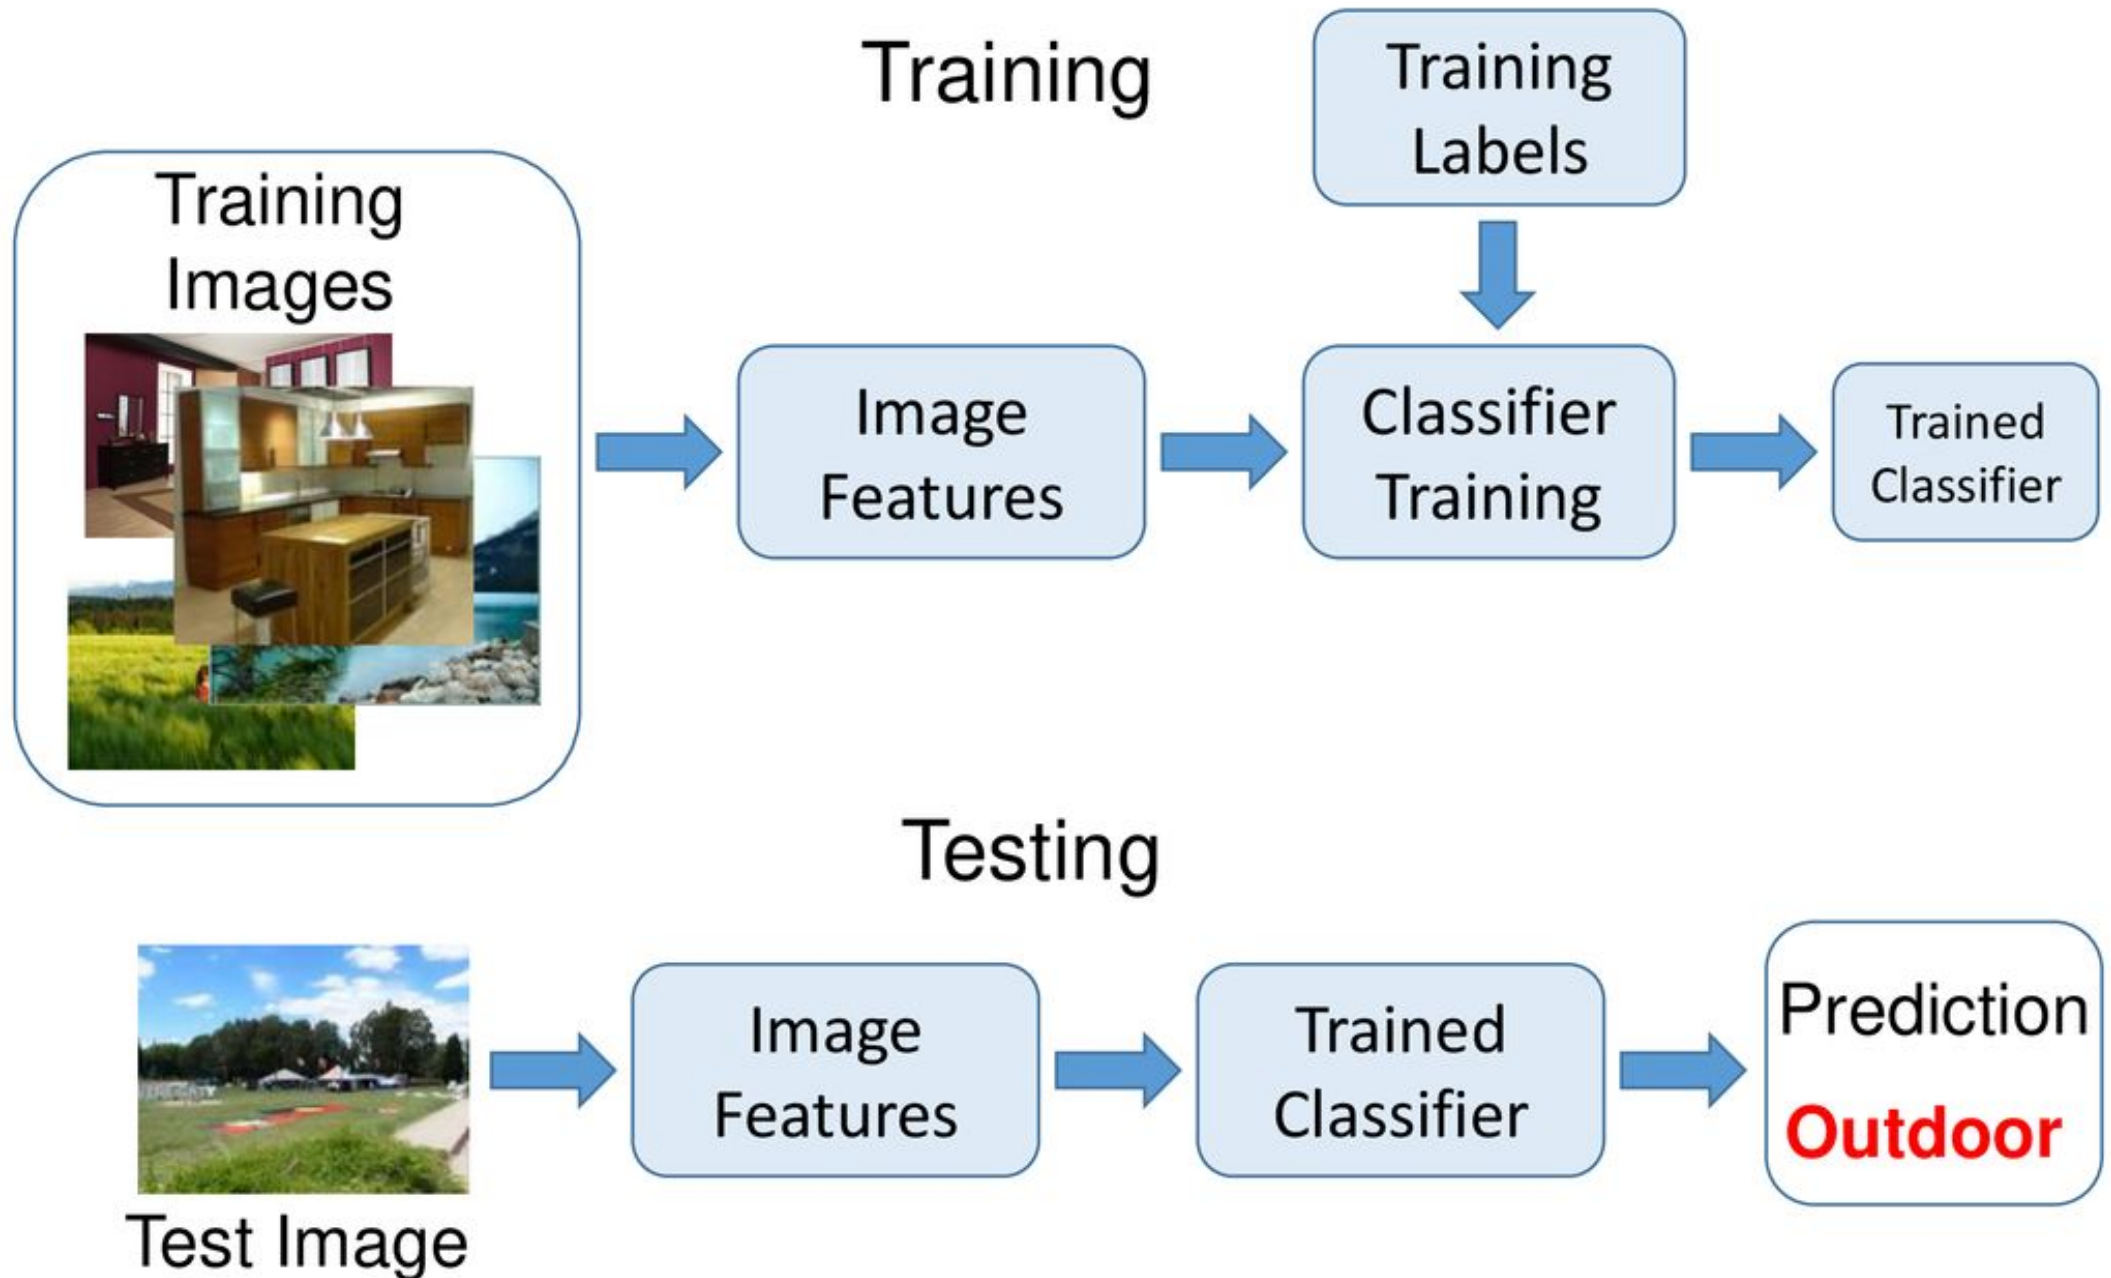 Training
Training
Labels
Training
Images
Image
Features
Classifier
Training
Trained
Classifier
Testing
Image
Features
Trained
Classifier
Prediction
Outdoor
Test Image